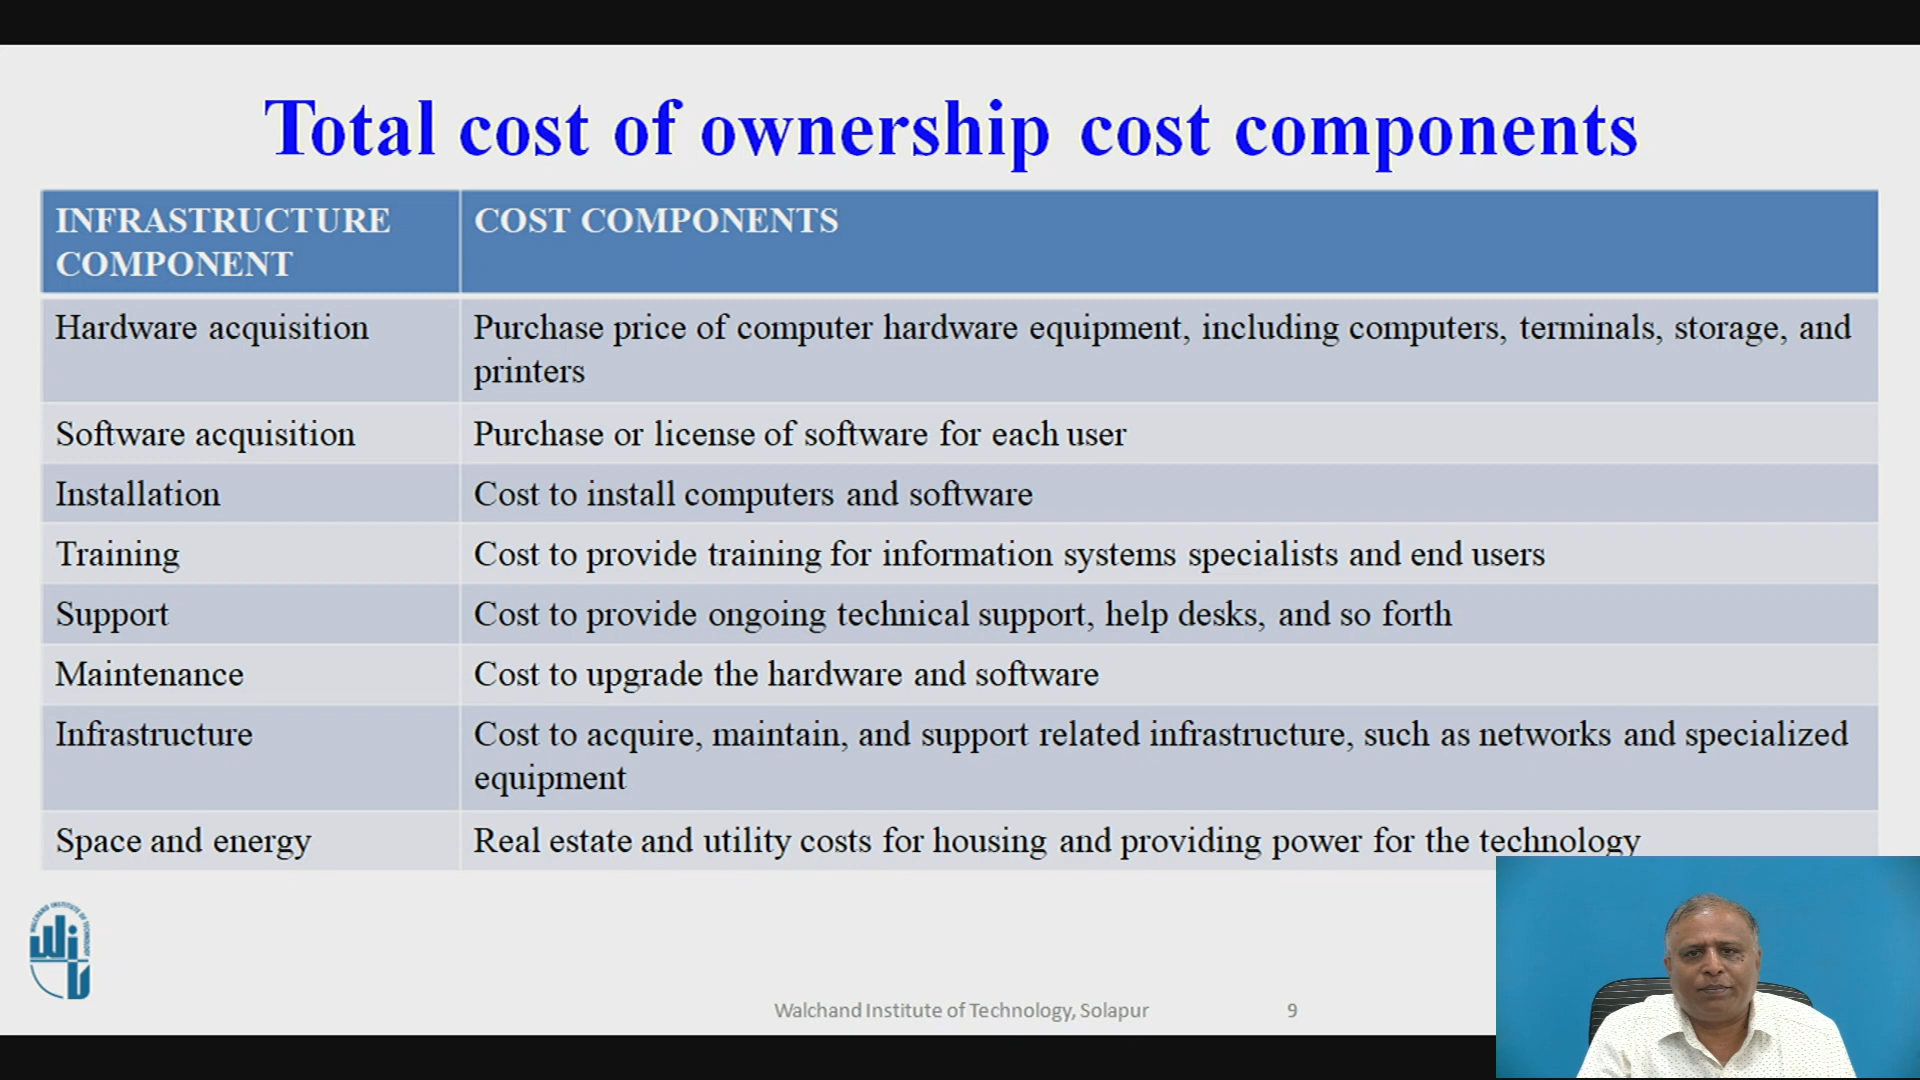 Total cost of ownership cost components
INFRASTRUCTURE
COMPONENT
COST COMPONENTS
Hardware acquisition
Purchase price of computer hardware equipment, including computers, terminals, storage, and
printers
Software acquisition
Purchase or license of software for each user
Installation
Cost to install computers and software
Training
Cost to provide training for information systems specialists and end users
Support
Cost to provide ongoing technical support, help desks, and so forth
Maintenance
Cost to upgrade the hardware and software
Infrastructure
Cost to acquire, maintain, and support related infrastructure, such as networks and specialized
equipment
Space and energy
Real estate and utility costs for housing and providing power for the technology
WALCHAND INSTITUTE OF TECHNOLOGY
WIT
Walchand Institute of Technology, Solapur
9